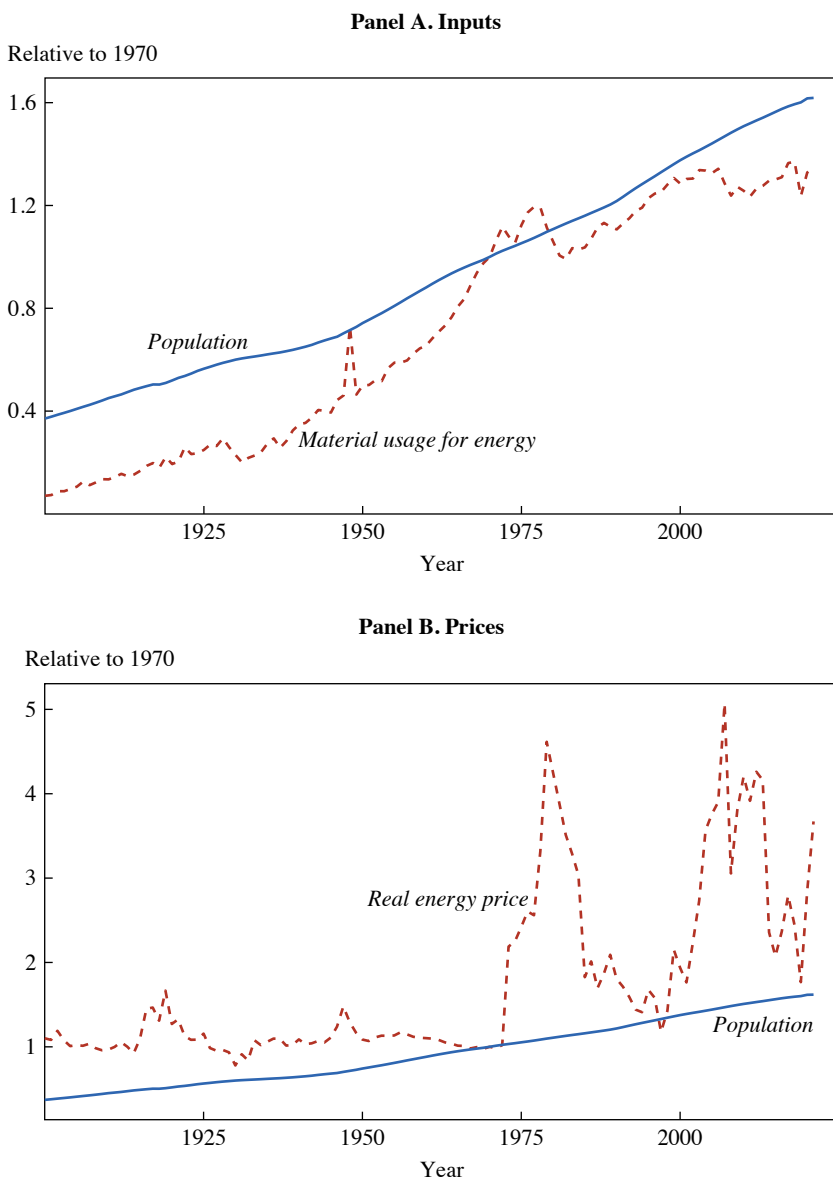 Panel A. Inputs
Relative to 1970
1.6
1.2
0.8
0.4
Population
Material usage for energy
1925 1950 1975 2000
Year
Panel B. Prices
Relative to 1970
5
4
3
2
1
Real energy price
Population
1925 1950 1975 2000
Year